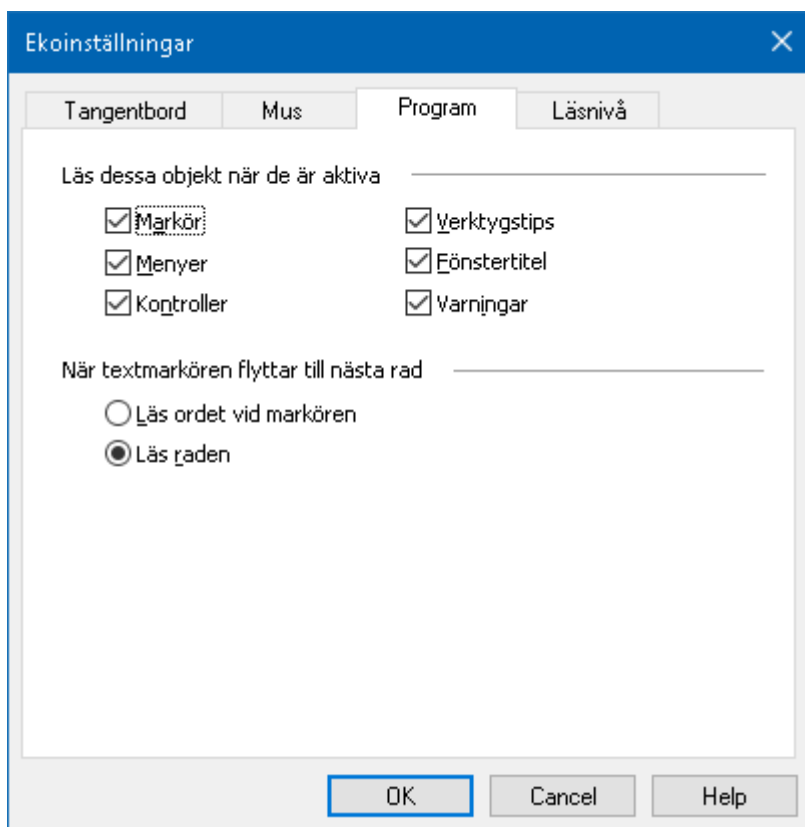 Ekoinställningar
Tangentbord Mus Program Läsnivå
Läs dessa objekt när de är aktiva
Markör Verktygstips
Menyer Fönstertitel
Kontroller Varningar
När textmarkören flyttar till nästa rad
Läs ordet vid markören
Läs raden
OK Cancel Help